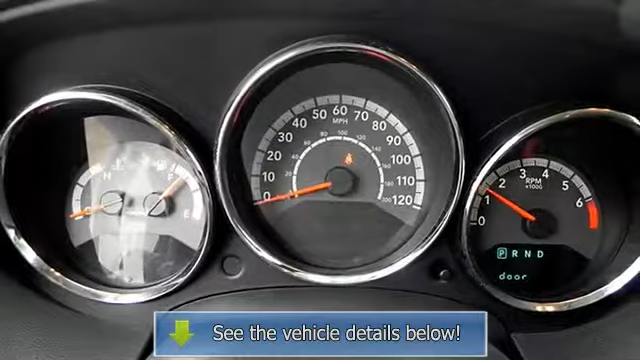 H
F
E
0 10 20 30 40 50 60 70 80 90 100 110 120
MPH
20 40 60 80 100 120 140 160 180 200
0 1 2 3 4 5 6
RPM
×1000
P R N D
door
See the vehicle details below!